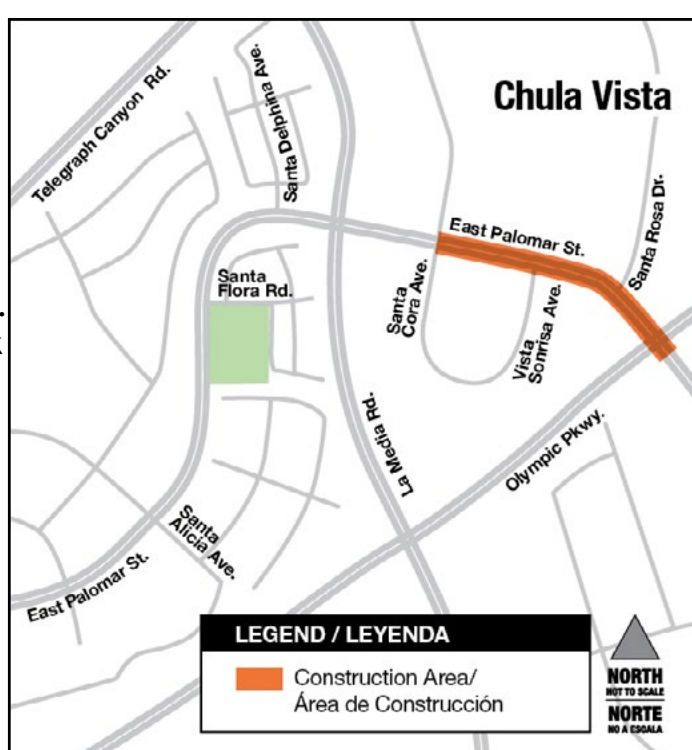 Chula Vista
Telegraph Canyon Rd.
Santa Delphina Ave.
East Palomar St.
Santa Rosa Dr.
Santa
Flora Rd.
Santa
Cora Ave.
Vista
Sonrisa Ave.
La Media Rd.
Olympic Pkwy.
Santa
Alicia Ave.
East Palomar St.
LEGEND / LEYENDA
Construction Area/
Área de Construcción
NORTH
NOT TO SCALE
NORTE
NO A ESCALA